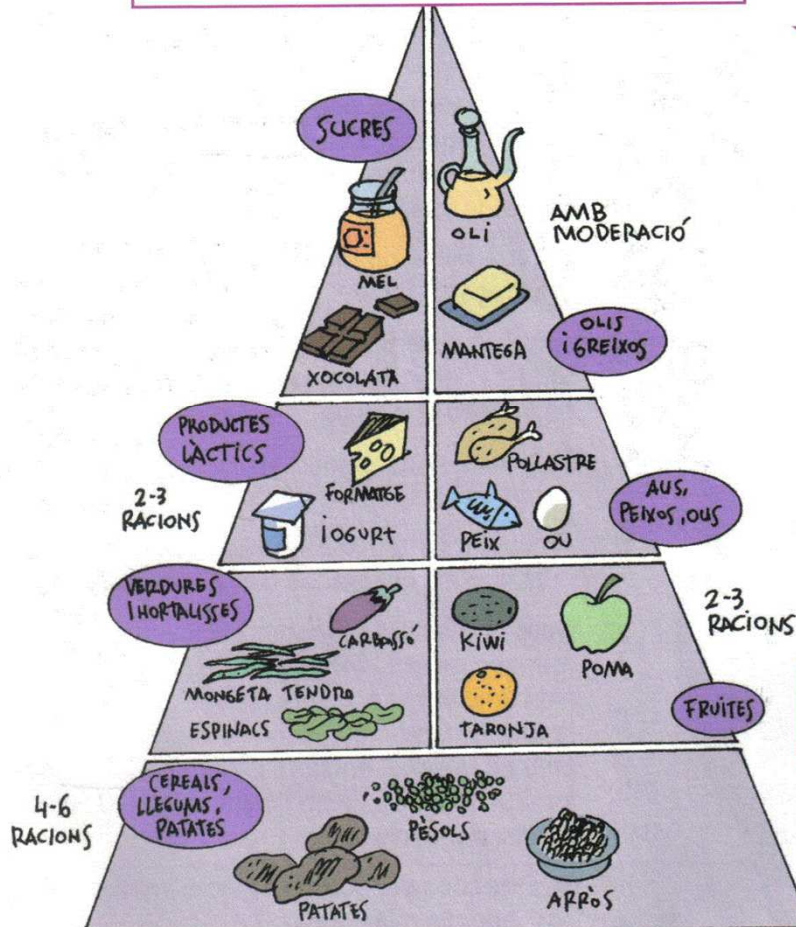 SUCRES
OLI
AMB
MODERACIÓ
MEL
MANTEGA
OLIS
I GREIXOS
XOCOLATA
PRODUCTES
LÀCTICS
POLLASTRE
FORMATGE
AUS,
PEIXOS, OUS
2-3
RACIONS
IOGURT
PEIX
OU
VERDURES
I HORTALISSES
CARBASSÓ
KIWI
POMA
2-3
RACIONS
MONGETA TENDRA
ESPINACS
TARONJA
FRUITES
4-6
RACIONS
CEREALS,
LLEGUMS,
PATATES
PÈSOLS
PATATES
ARRÒS